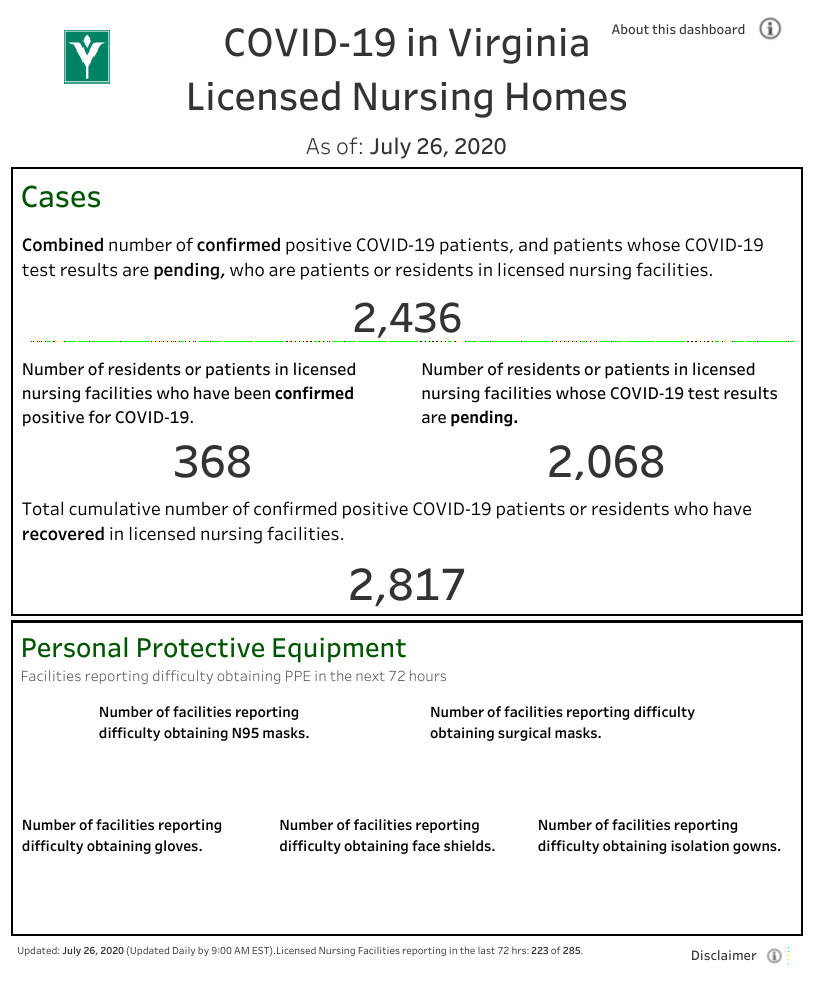 About this dashboard
COVID-19 in Virginia
Licensed Nursing Homes
As of: July 26, 2020
Cases
Combined number of confirmed positive COVID-19 patients, and patients whose COVID-19
test results are pending, who are patients or residents in licensed nursing facilities.
2,436
Number of residents or patients in licensed
nursing facilities who have been confirmed
positive for COVID-19.
368
Number of residents or patients in licensed
nursing facilities whose COVID-19 test results
are pending.
2,068
Total cumulative number of confirmed positive COVID-19 patients or residents who have
recovered in licensed nursing facilities.
2,817
Personal Protective Equipment
Facilities reporting difficulty obtaining PPE in the next 72 hours
Number of facilities reporting
difficulty obtaining N95 masks.
Number of facilities reporting difficulty
obtaining surgical masks.
Number of facilities reporting
difficulty obtaining gloves.
Number of facilities reporting
difficulty obtaining face shields.
Number of facilities reporting
difficulty obtaining isolation gowns.
Updated: July 26, 2020 (Updated Daily by 9:00 AM EST).Licensed Nursing Facilities reporting in the last 72 hrs: 223 of 285.
Disclaimer